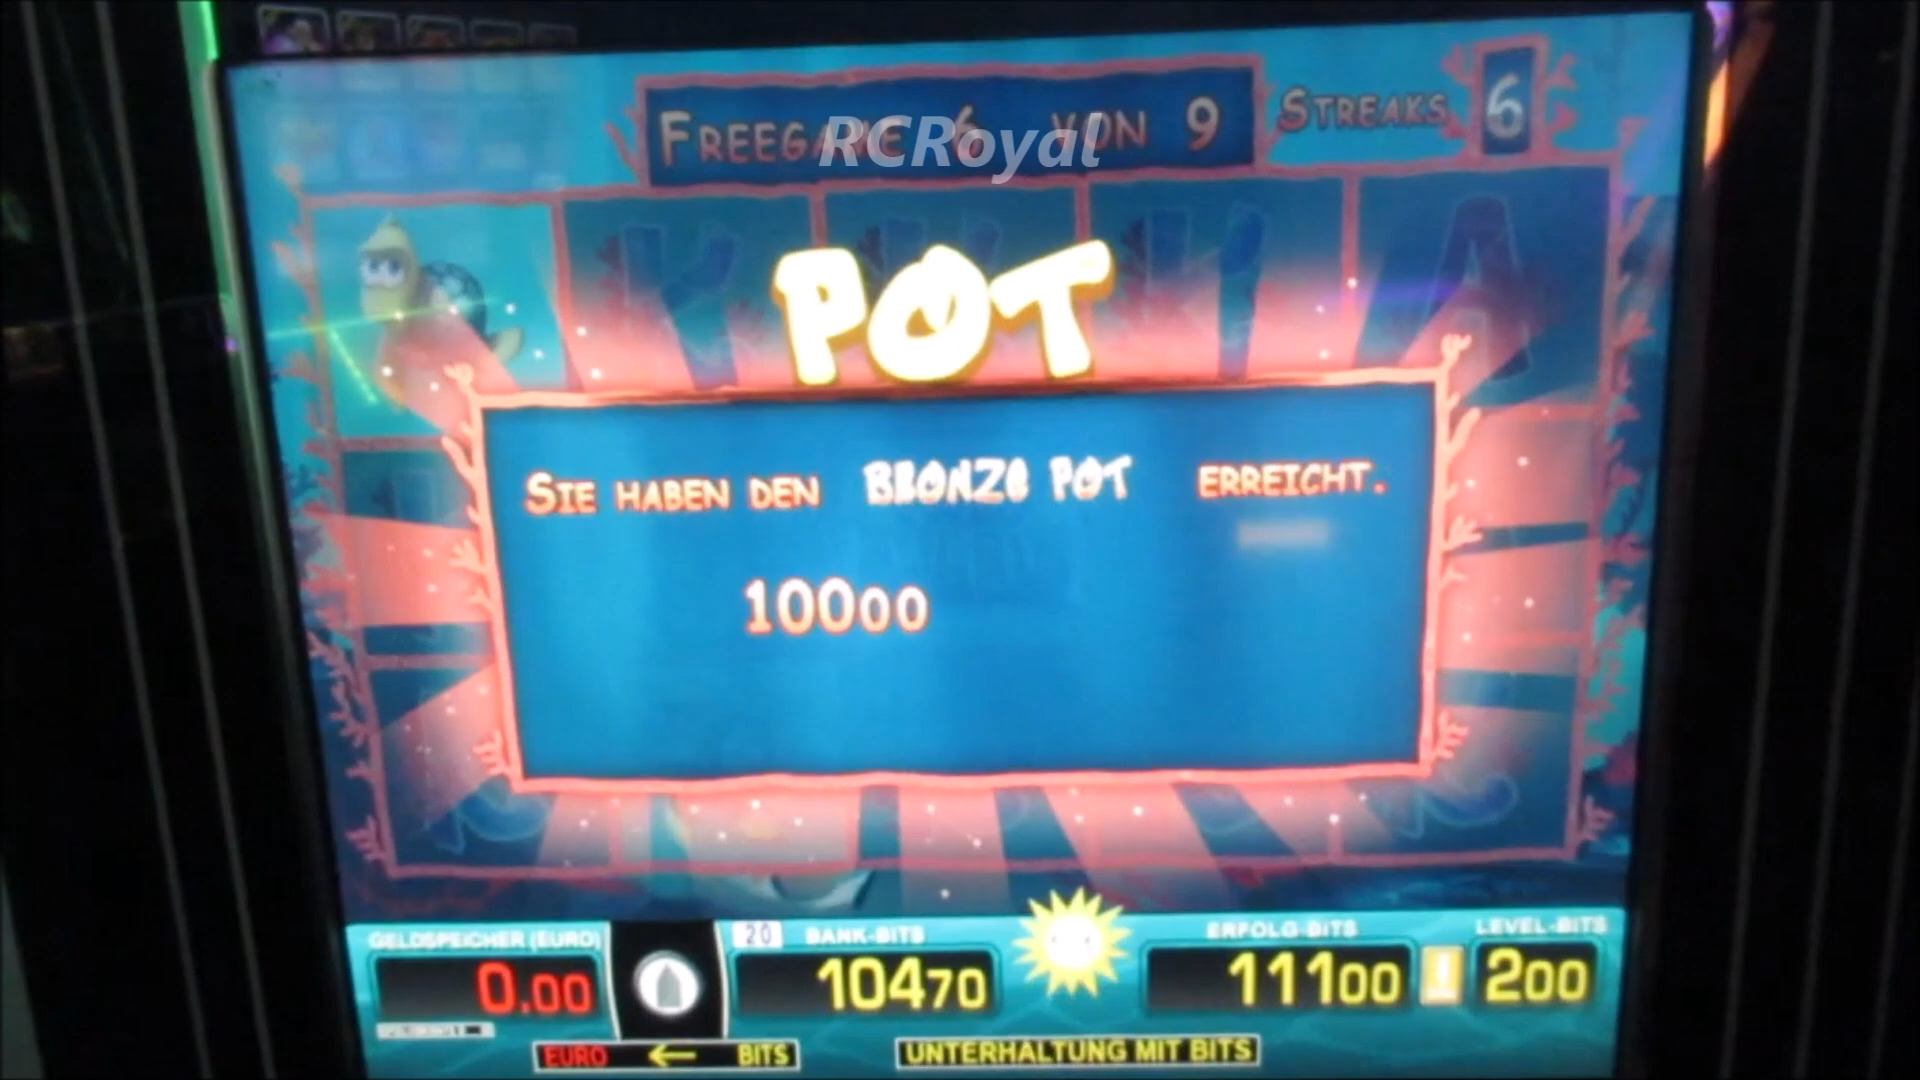 FREEGAME 6 VON 9
STREAKS 6
RCRoyal
POT
SIE HABEN DEN BRONZE POT ERREICHT.
10000
GELDSPEICHER (EURO)
0.00
20
BANK-BITS
10470
ERFOLG-BITS
11100
LEVEL-BITS
200
EURO ← BITS
UNTERHALTUNG MIT BITS